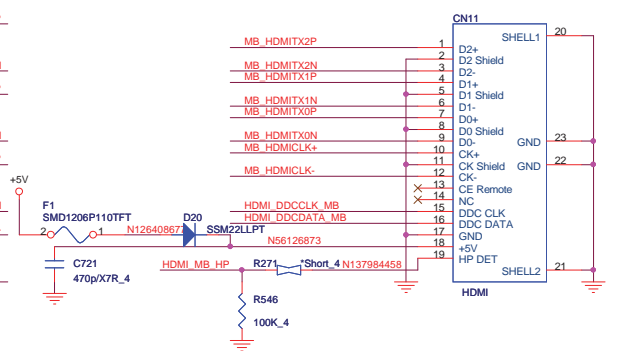 CN11
SHELL1 20
MB_HDMITX2P 1 D2+
2 D2 Shield
MB_HDMITX2N 3 D2-
MB_HDMITX1P 4 D1+
5 D1 Shield
MB_HDMITX1N 6 D1-
MB_HDMITX0P 7 D0+
8 D0 Shield
MB_HDMITX0N 9 D0- GND 23
MB_HDMICLK+ 10 CK+
11 CK Shield GND 22
MB_HDMICLK- 12 CK-
13 CE Remote
14 NC
HDMI_DDCCLK_MB 15 DDC CLK
HDMI_DDCDATA_MB 16 DDC DATA
17 GND
N56126873 18 +5V
19 HP DET
SHELL2 21
HDMI
+5V
F1
SMD1206P110TFT
2 1
D20
SSM22LLPT
C721
470p/X7R_4
HDMI_MB_HP
R271 *Short_4 N137984458
R546
100K_4